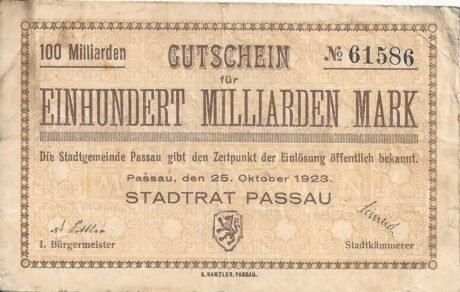 100 Milliarden GUTSCHEIN № 61586
für
EINHUNDERT MILLIARDEN MARK
Die Stadtgemeinde Passau gibt den Zeitpunkt der Einlösung öffentlich bekannt.
Passau, den 25. Oktober 1923.
STADTRAT PASSAU
I. Bürgermeister Stadtkämmerer
G. KANZLER, PASSAU.